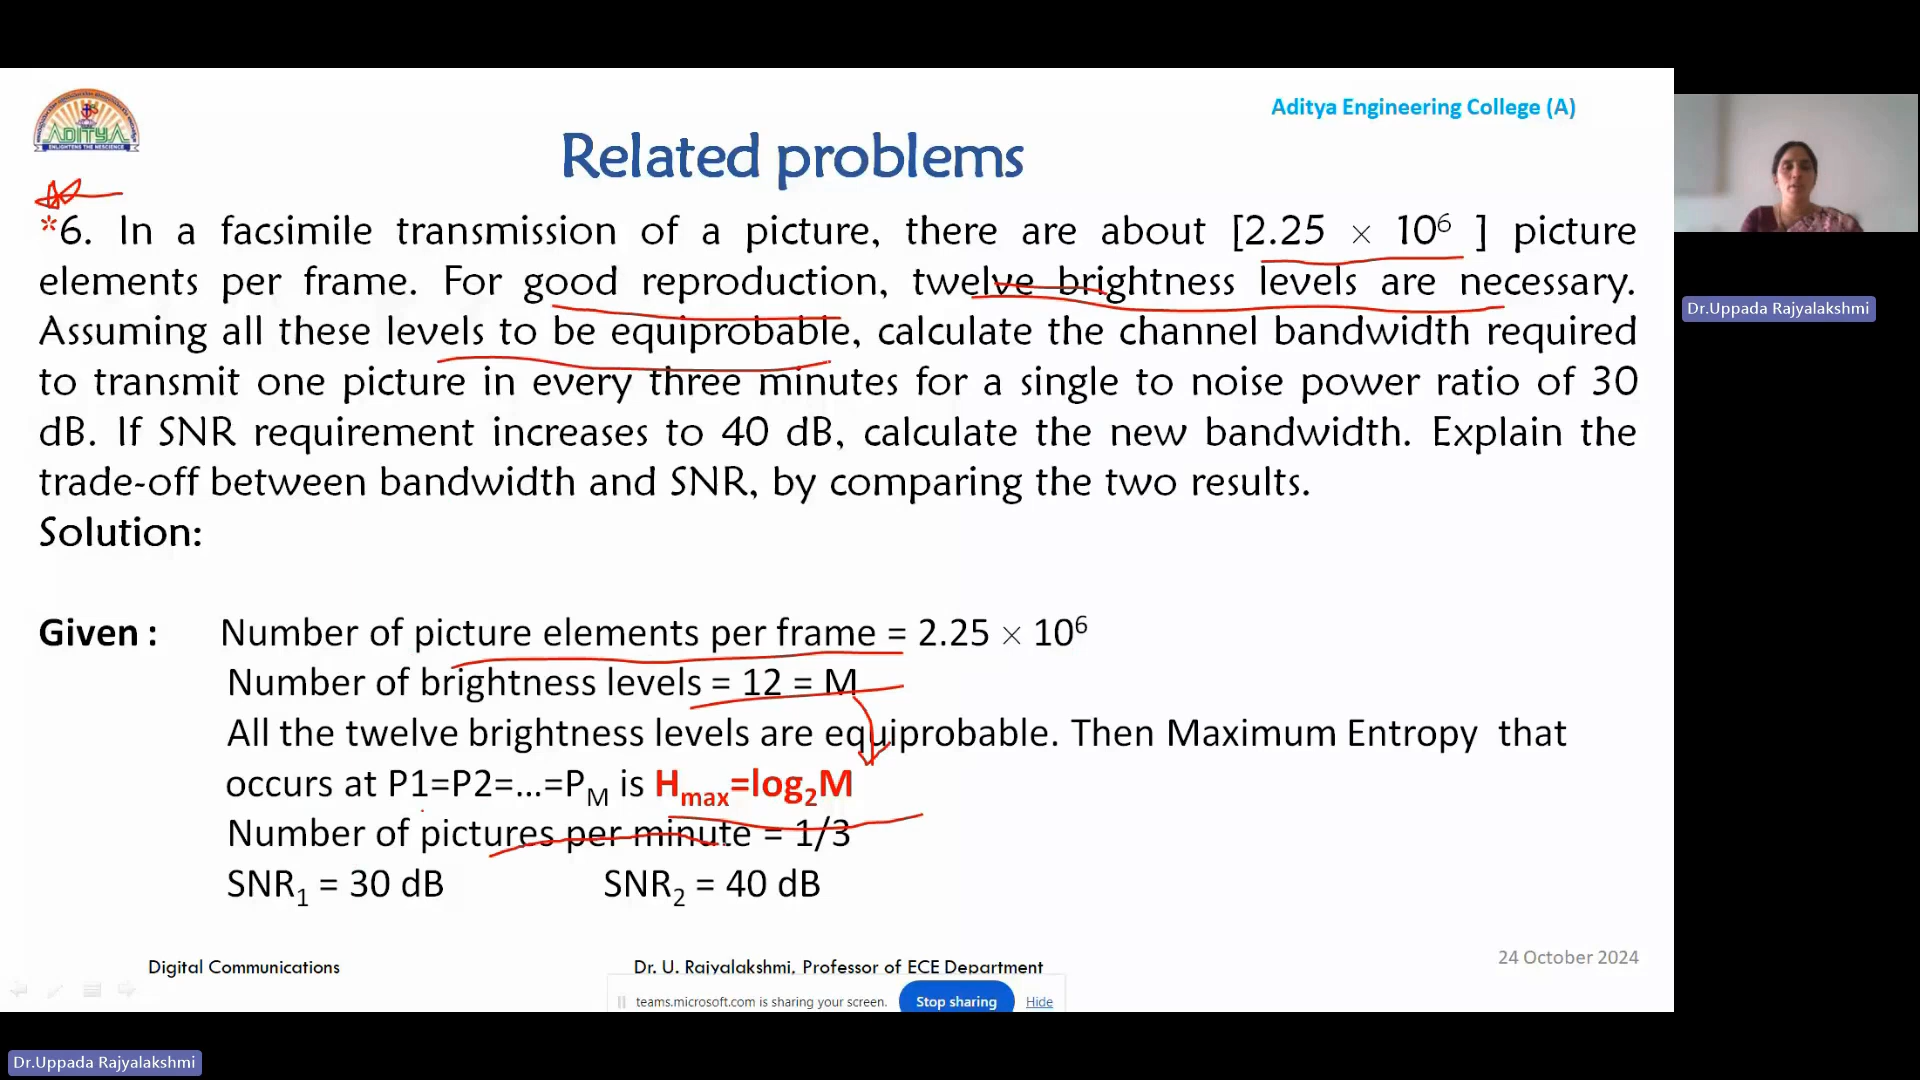 Aditya Engineering College (A)
ADITYA
ENLIGHTENS THE NESCIENCE
Related problems
*6. In a facsimile transmission of a picture, there are about [2.25 × 10⁶ ] picture
elements per frame. For good reproduction, twelve brightness levels are necessary.
Assuming all these levels to be equiprobable, calculate the channel bandwidth required
to transmit one picture in every three minutes for a single to noise power ratio of 30
dB. If SNR requirement increases to 40 dB, calculate the new bandwidth. Explain the
trade-off between bandwidth and SNR, by comparing the two results.
Solution:
Given : Number of picture elements per frame = 2.25 × 10⁶
Number of brightness levels = 12 = M
All the twelve brightness levels are equiprobable. Then Maximum Entropy that
occurs at P1=P2=...=P_M is H_max=log₂M
Number of pictures per minute = 1/3
SNR₁ = 30 dB SNR₂ = 40 dB
Digital Communications
Dr. U. Rajyalakshmi, Professor of ECE Department
24 October 2024
teams.microsoft.com is sharing your screen.
Stop sharing
Hide
Dr.Uppada Rajyalakshmi
Dr.Uppada Rajyalakshmi